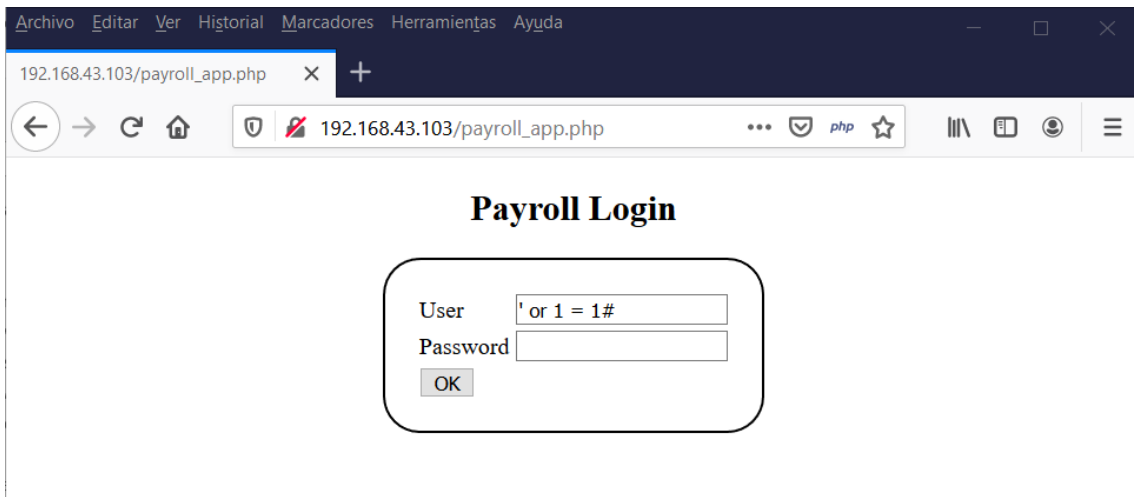 Archivo Editar Ver Historial Marcadores Herramientas Ayuda
192.168.43.103/payroll_app.php
192.168.43.103/payroll_app.php php
Payroll Login
User ' or 1 = 1#
Password
OK